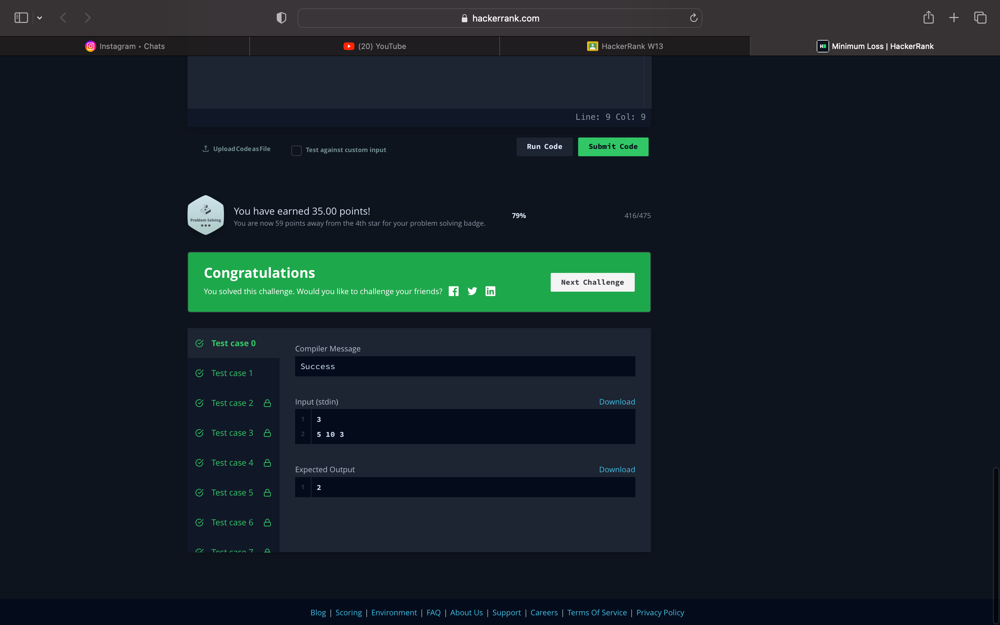 hackerrank.com
Instagram • Chats
(20) YouTube
HackerRank W13
Minimum Loss | HackerRank
Line: 9 Col: 9
Upload Code as File
Test against custom input
Run Code
Submit Code
Problem Solving
You have earned 35.00 points!
You are now 59 points away from the 4th star for your problem solving badge.
79%
416/475
Congratulations
You solved this challenge. Would you like to challenge your friends?
Next Challenge
Test case 0
Test case 1
Test case 2
Test case 3
Test case 4
Test case 5
Test case 6
Test case 7
Compiler Message
Success
Input (stdin)
Download
1 3
2 5 10 3
Expected Output
Download
1 2
Blog | Scoring | Environment | FAQ | About Us | Support | Careers | Terms Of Service | Privacy Policy